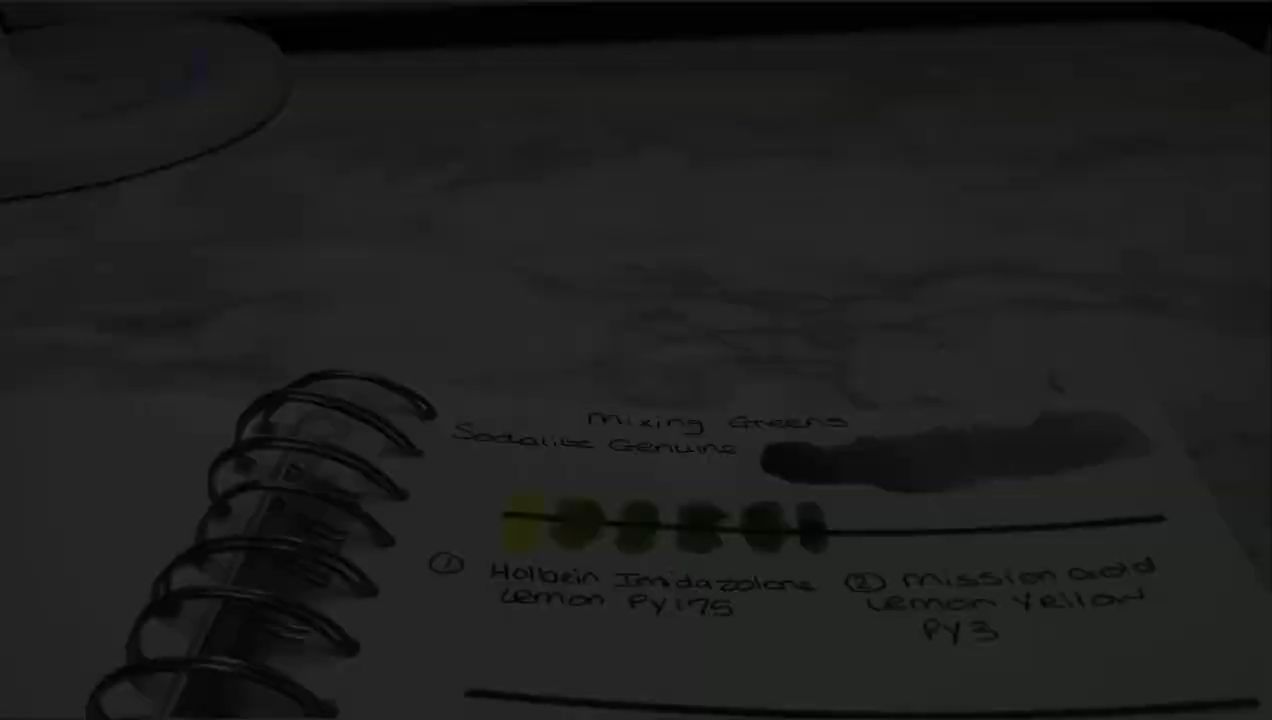 Mixing Greens
Sodalite Genuine
① Holbein Imidazolone
Lemon PY175
② Mission Gold
Lemon Yellow
PY3